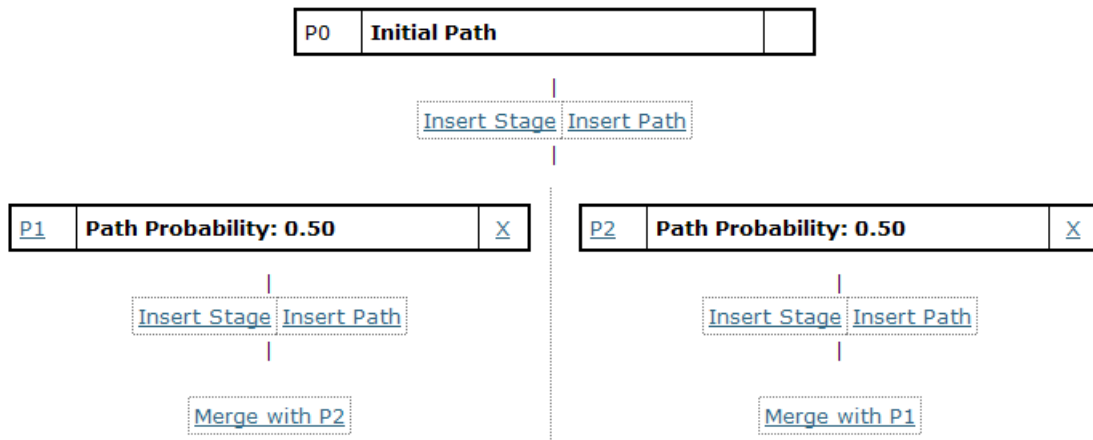 P0 Initial Path
Insert Stage Insert Path
P1 Path Probability: 0.50 X
P2 Path Probability: 0.50 X
Insert Stage Insert Path
Insert Stage Insert Path
Merge with P2
Merge with P1